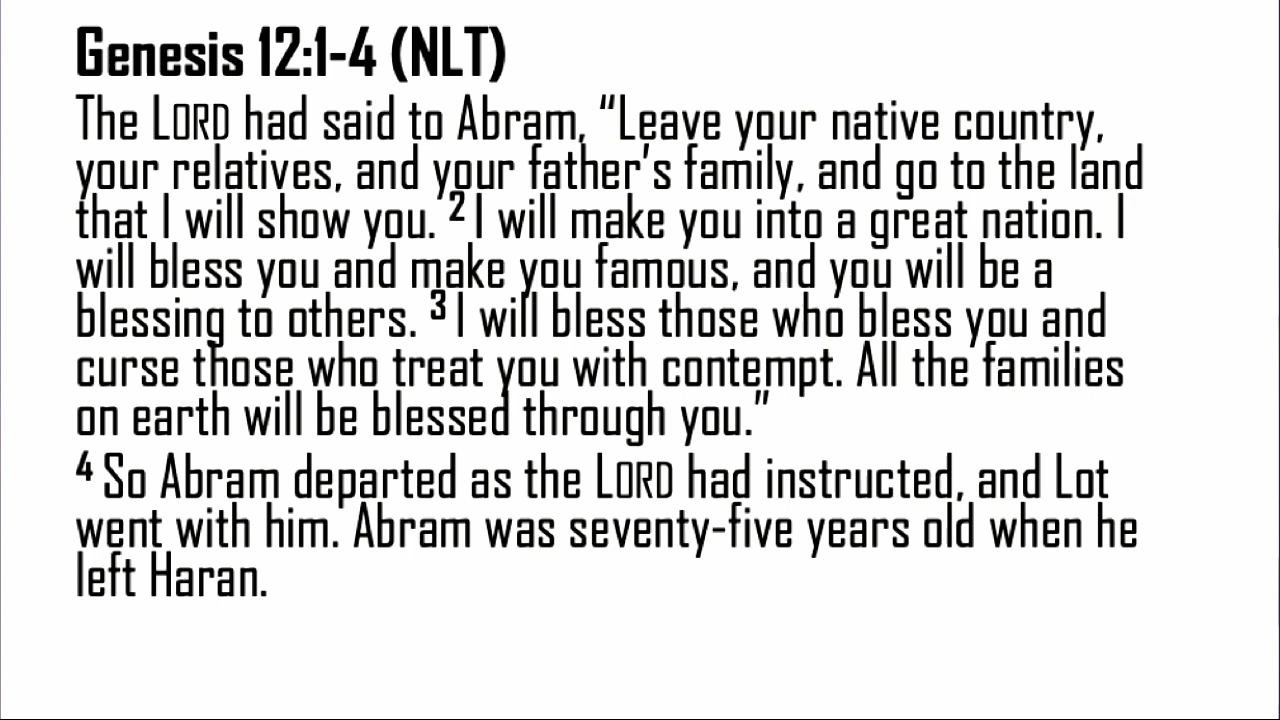 Genesis 12:1-4 (NLT)
The LORD had said to Abram, “Leave your native country,
your relatives, and your father’s family, and go to the land
that I will show you. ² I will make you into a great nation. I
will bless you and make you famous, and you will be a
blessing to others. ³ I will bless those who bless you and
curse those who treat you with contempt. All the families
on earth will be blessed through you.”
⁴ So Abram departed as the LORD had instructed, and Lot
went with him. Abram was seventy-five years old when he
left Haran.